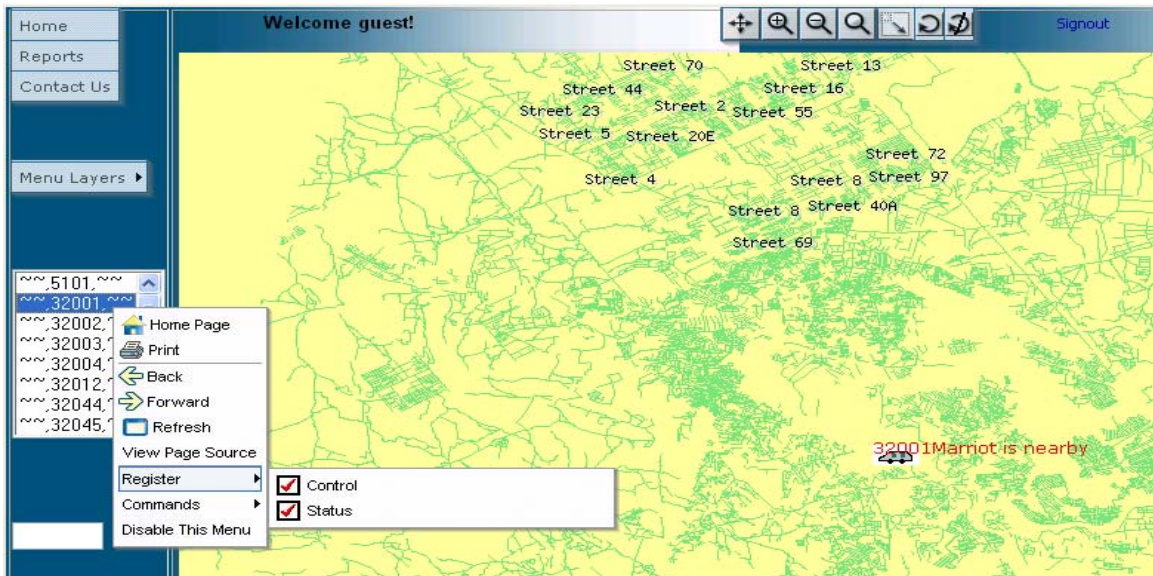 Home
Welcome guest!
Signout
Reports
Contact Us
Menu Layers
Street 70
Street 13
Street 44
Street 16
Street 23
Street 2
Street 55
Street 5
Street 20E
Street 72
Street 4
Street 8
Street 97
Street 8
Street 40A
Street 69
~~,5101,~~
~~,32001,~~
~~,32002,~
~~,32003,~
~~,32004,~
~~,32012,~
~~,32044,~
~~,32045,~
Home Page
Print
Back
Forward
Refresh
View Page Source
Register
Commands
Disable This Menu
Control
Status
32001Marriot is nearby